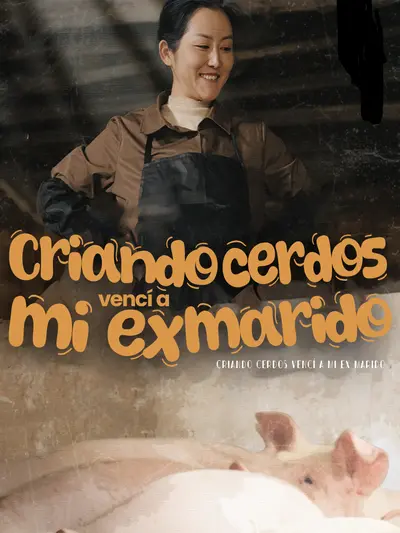 Criando cerdos
vencí a
mi exmarido
CRIANDO CERDOS VENCÍ A MI EX MARIDO